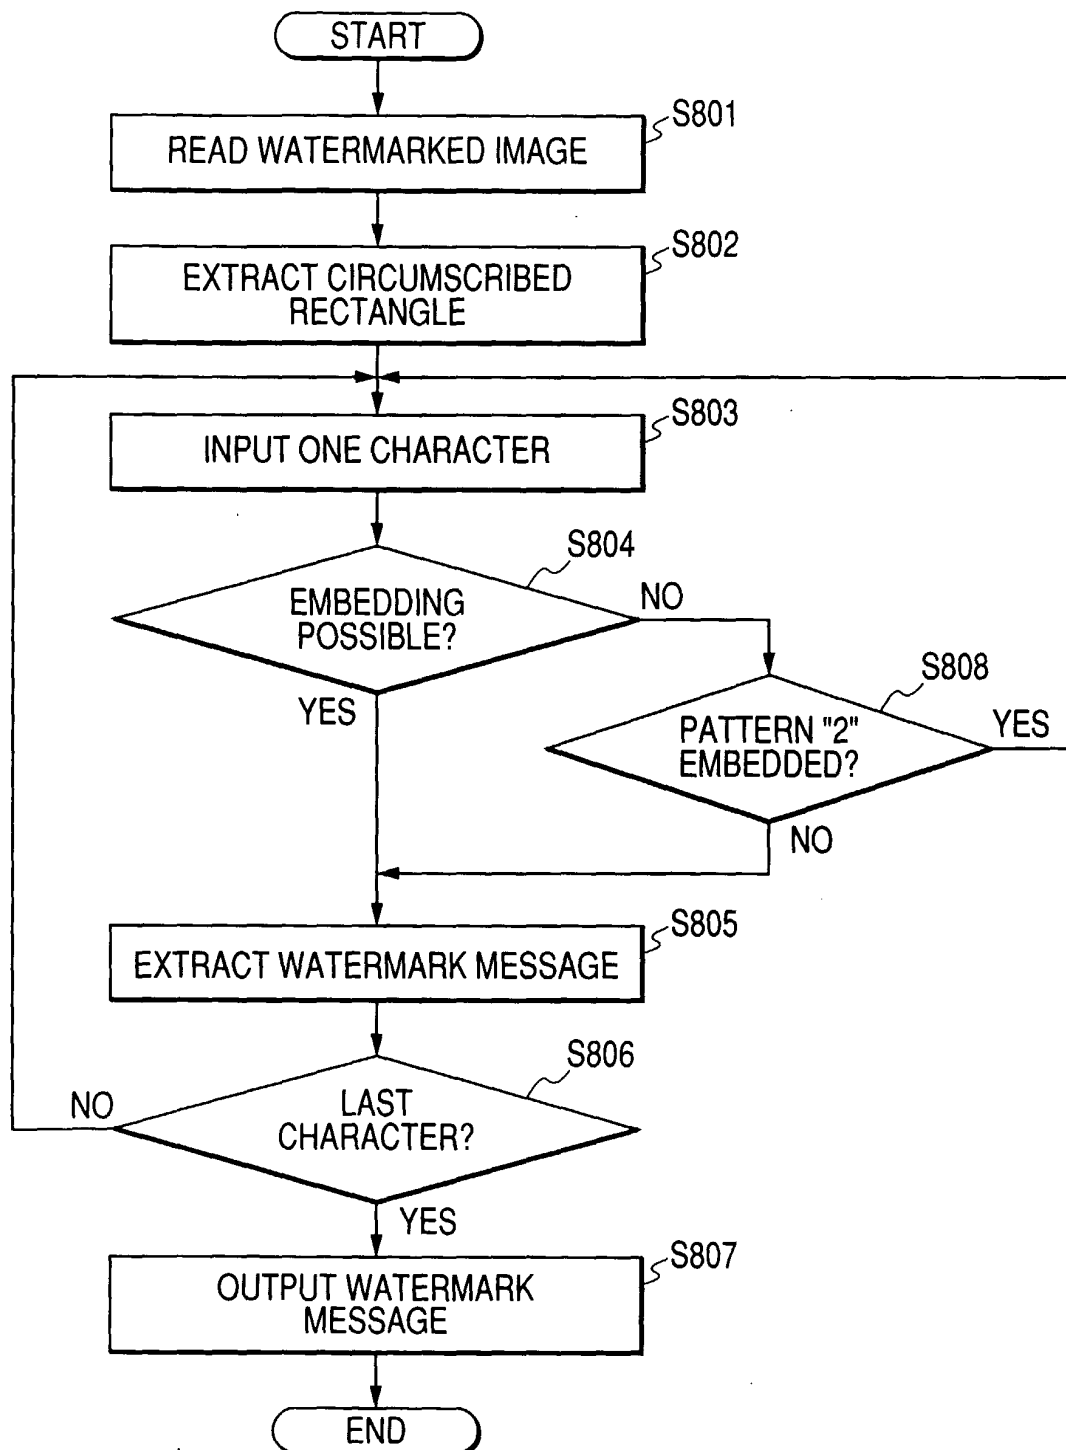 START
S801
READ WATERMARKED IMAGE
S802
EXTRACT CIRCUMSCRIBED
RECTANGLE
S803
INPUT ONE CHARACTER
S804
EMBEDDING
POSSIBLE?
NO
YES
S808
PATTERN "2"
EMBEDDED?
YES
NO
S805
EXTRACT WATERMARK MESSAGE
S806
LAST
CHARACTER?
NO
YES
S807
OUTPUT WATERMARK
MESSAGE
END